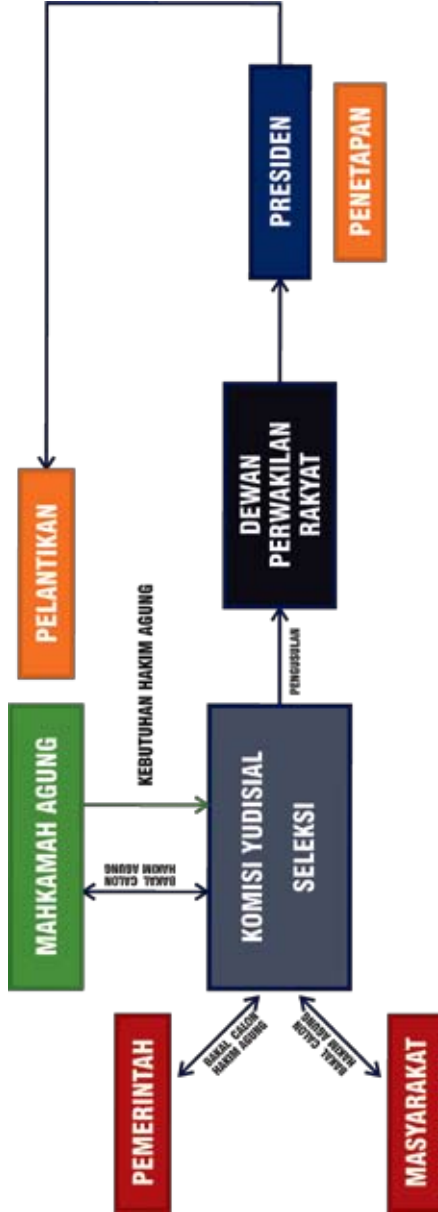 MAHKAMAH AGUNG
PELANTIKAN
KEBUTUHAN HAKIM AGUNG
BAKAL CALON
HAKIM AGUNG
PEMERINTAH
BAKAL CALON
HAKIM AGUNG
KOMISI YUDISIAL
SELEKSI
PENGUSULAN
DEWAN
PERWAKILAN
RAKYAT
PRESIDEN
PENETAPAN
BAKAL CALON
HAKIM AGUNG
MASYARAKAT